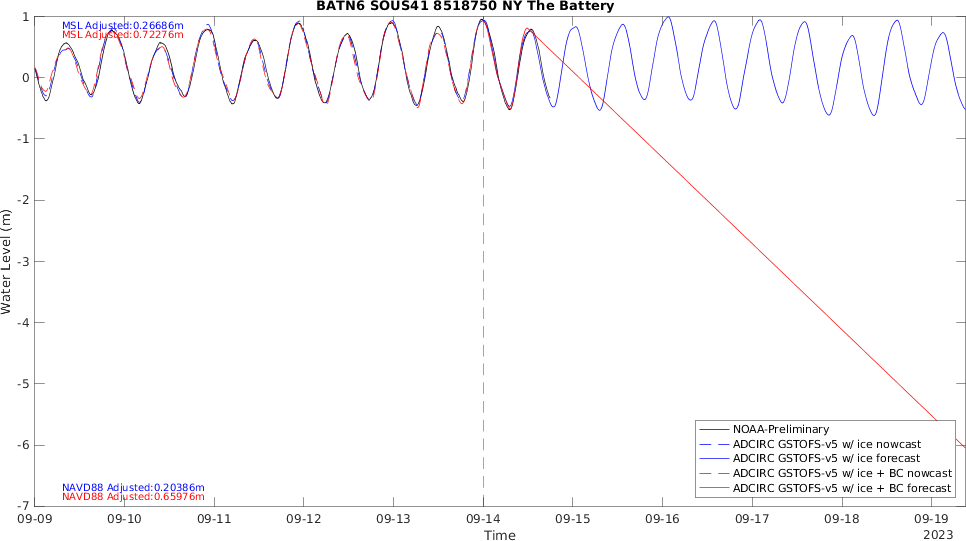 BATN6 SOUS41 8518750 NY The Battery
MSL Adjusted:0.26686m
MSL Adjusted:0.72276m
1
0
-1
-2
-3
-4
-5
-6
-7
Water Level (m)
NOAA-Preliminary
ADCIRC GSTOFS-v5 w/ ice nowcast
ADCIRC GSTOFS-v5 w/ ice forecast
ADCIRC GSTOFS-v5 w/ ice + BC nowcast
ADCIRC GSTOFS-v5 w/ ice + BC forecast
NAVD88 Adjusted:0.20386m
NAVD88 Adjusted:0.65976m
09-09 09-10 09-11 09-12 09-13 09-14 09-15 09-16 09-17 09-18 09-19
Time
2023